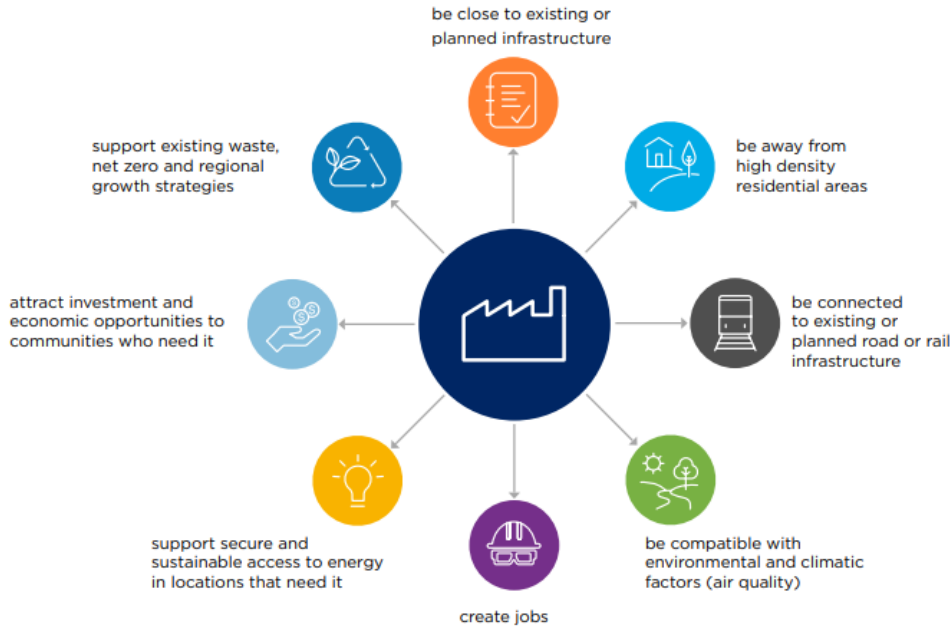 be close to existing or
planned infrastructure
support existing waste,
net zero and regional
growth strategies
be away from
high density
residential areas
attract investment and
economic opportunities to
communities who need it
be connected
to existing or
planned road or rail
infrastructure
support secure and
sustainable access to energy
in locations that need it
be compatible with
environmental and climatic
factors (air quality)
create jobs